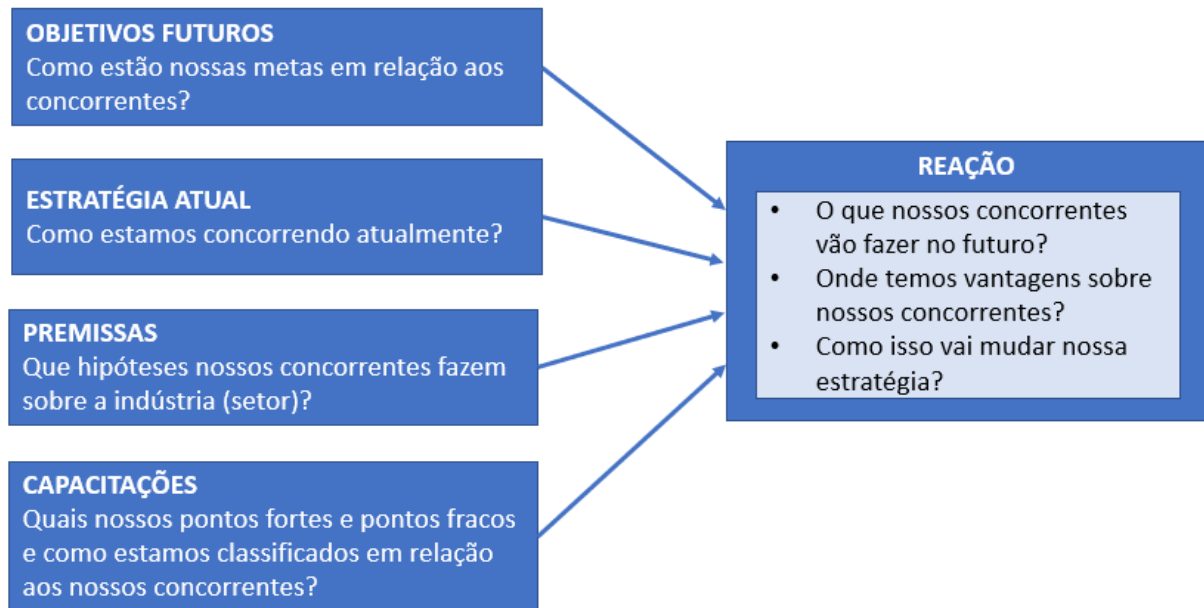 OBJETIVOS FUTUROS
Como estão nossas metas em relação aos
concorrentes?
ESTRATÉGIA ATUAL
Como estamos concorrendo atualmente?
PREMISSAS
Que hipóteses nossos concorrentes fazem
sobre a indústria (setor)?
CAPACITAÇÕES
Quais nossos pontos fortes e pontos fracos
e como estamos classificados em relação
aos nossos concorrentes?
REAÇÃO
• O que nossos concorrentes
vão fazer no futuro?
• Onde temos vantagens sobre
nossos concorrentes?
• Como isso vai mudar nossa
estratégia?